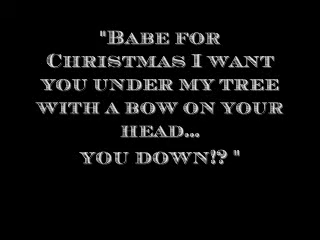 "Babe for
Christmas I want
you under my tree
with a bow on your
head...
you down!? "